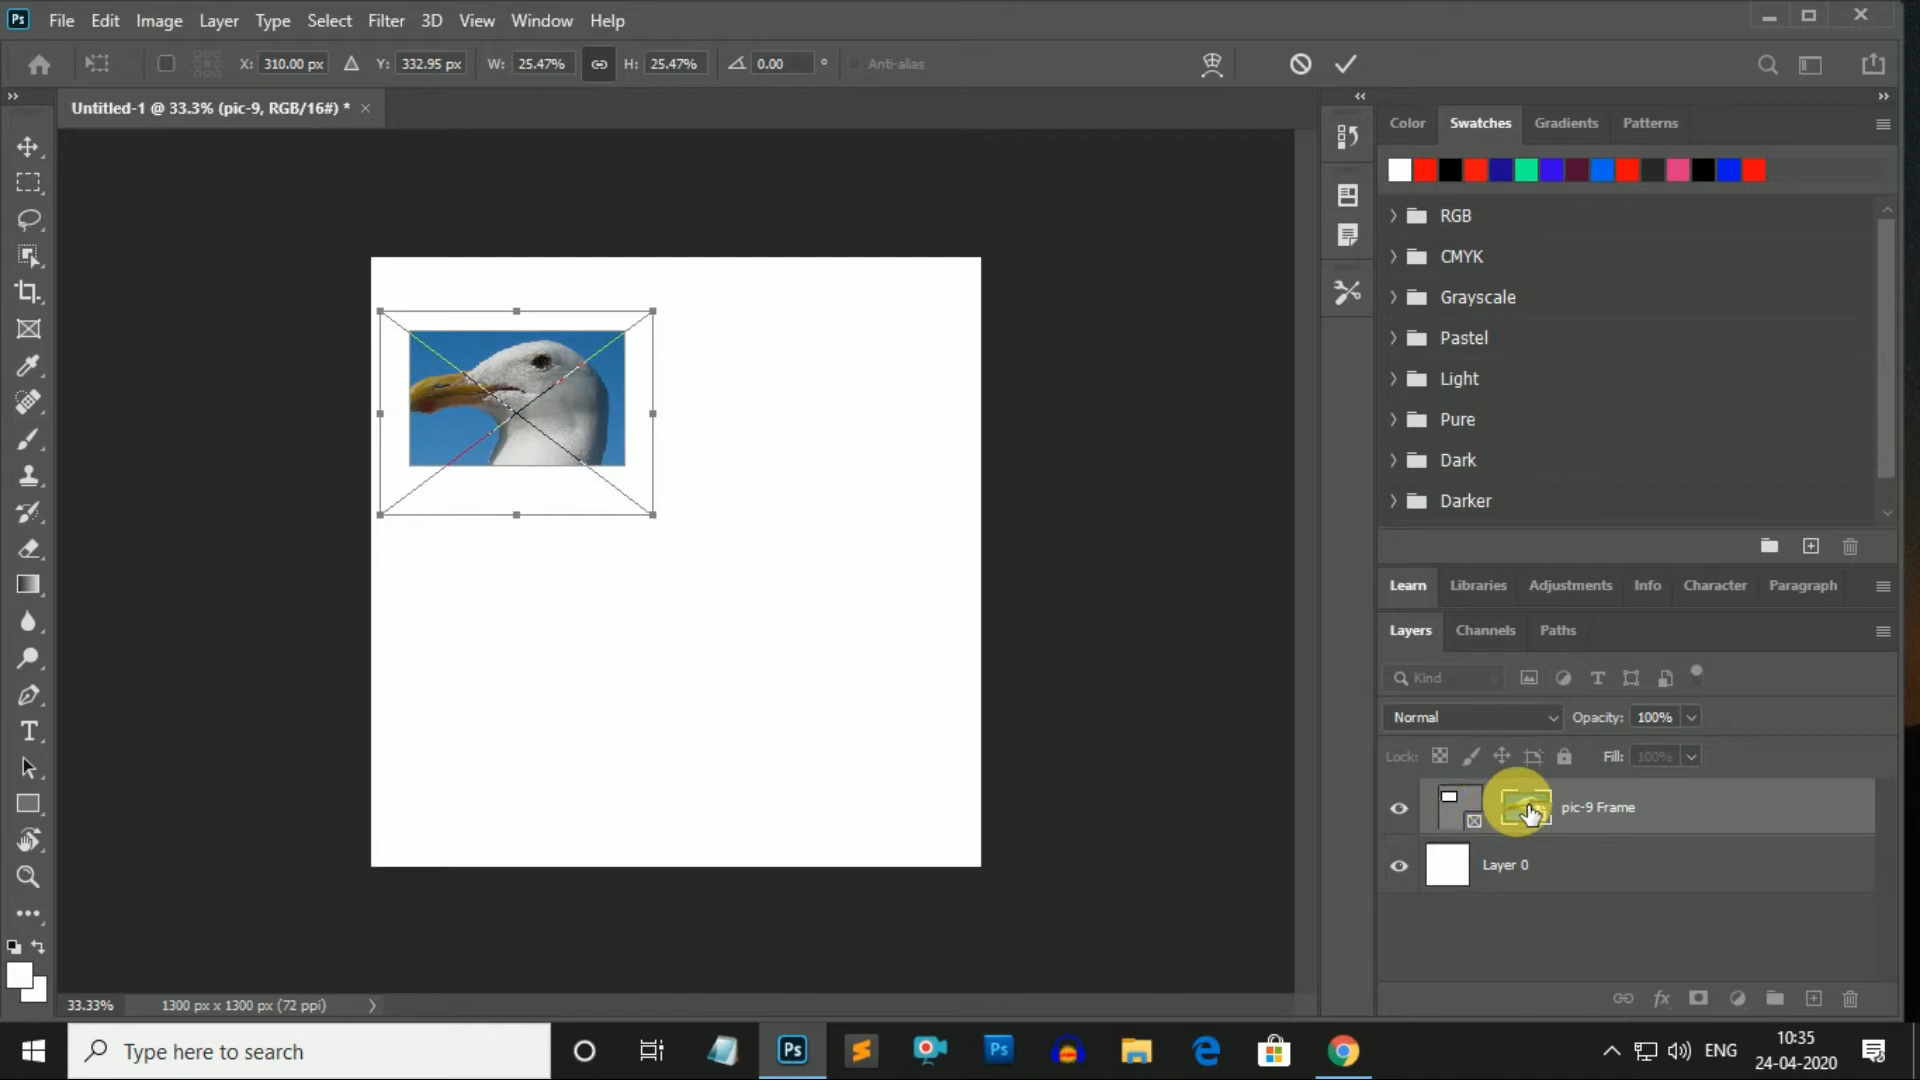 Ps File Edit Image Layer Type Select Filter 3D View Window Help
X: 310.00 px Y: 332.95 px W: 25.47% H: 25.47% 0.00 ° Anti-alias
Untitled-1 @ 33.3% (pic-9, RGB/16#) * ×
Color Swatches Gradients Patterns
RGB
CMYK
Grayscale
Pastel
Light
Pure
Dark
Darker
Learn Libraries Adjustments Info Character Paragraph
Layers Channels Paths
Kind
Normal Opacity: 100%
Lock: Fill: 100%
pic-9 Frame
Layer 0
33.33% 1300 px x 1300 px (72 ppi)
Type here to search Ps Ps ENG
10:35
24-04-2020